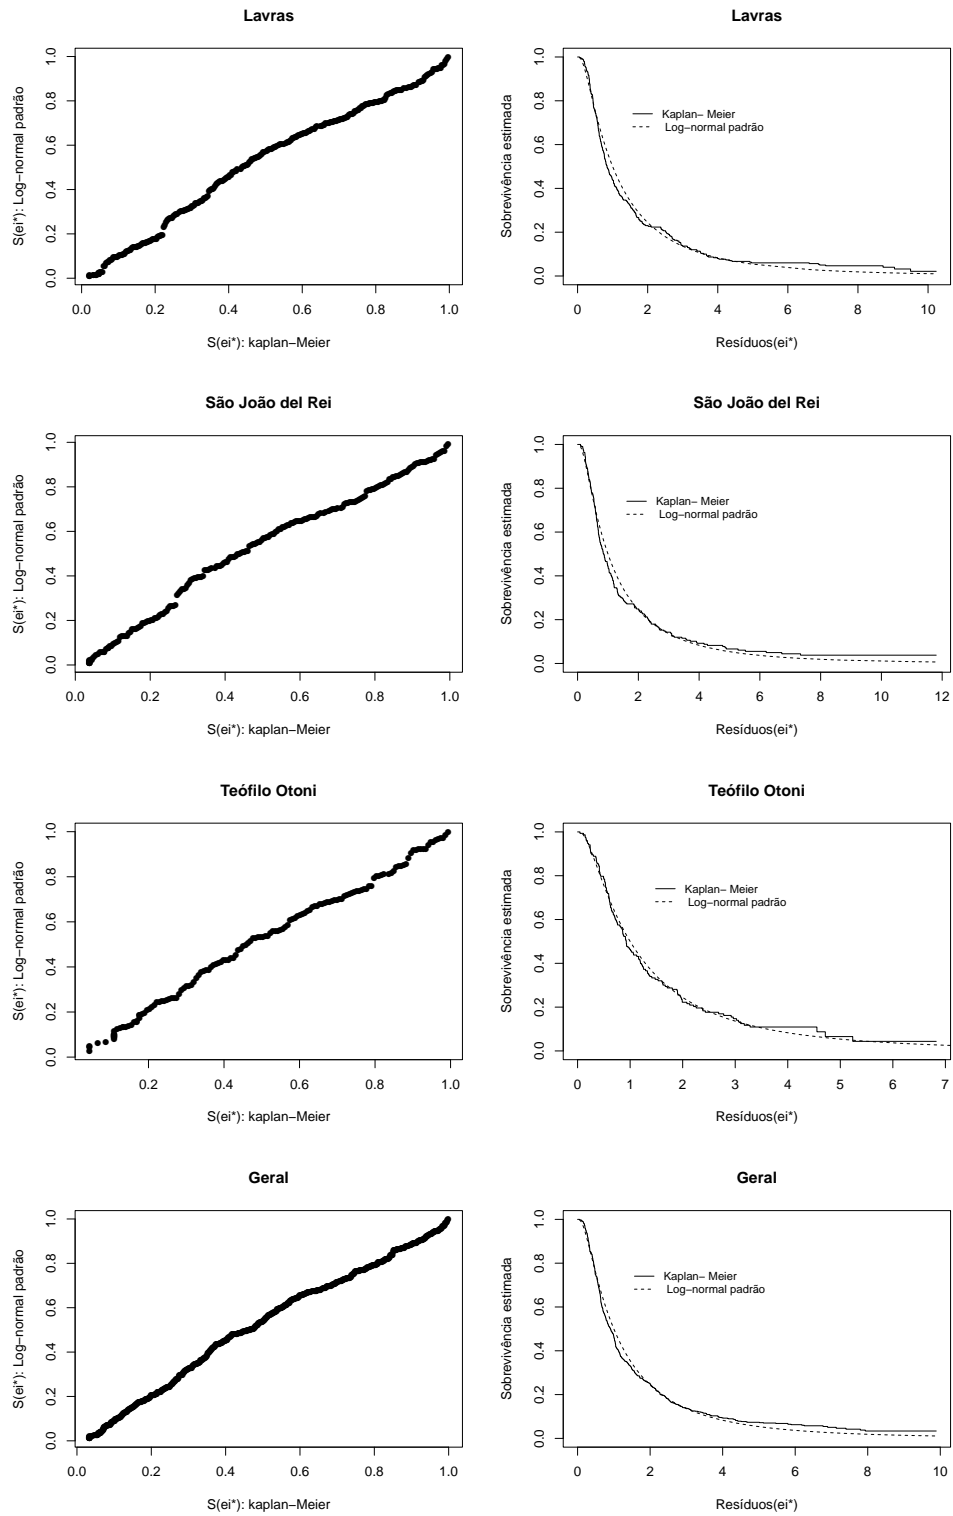 Lavras
S(ei*): Log−normal padrão
0.0 0.2 0.4 0.6 0.8 1.0
0.0 0.2 0.4 0.6 0.8 1.0
S(ei*): kaplan−Meier
Lavras
Sobrevivência estimada
0.0 0.2 0.4 0.6 0.8 1.0
Kaplan− Meier
Log−normal padrão
0 2 4 6 8 10
Resíduos(ei*)
São João del Rei
S(ei*): Log−normal padrão
0.0 0.2 0.4 0.6 0.8 1.0
0.0 0.2 0.4 0.6 0.8 1.0
S(ei*): kaplan−Meier
São João del Rei
Sobrevivência estimada
0.0 0.2 0.4 0.6 0.8 1.0
Kaplan− Meier
Log−normal padrão
0 2 4 6 8 10 12
Resíduos(ei*)
Teófilo Otoni
S(ei*): Log−normal padrão
0.0 0.2 0.4 0.6 0.8 1.0
0.2 0.4 0.6 0.8 1.0
S(ei*): kaplan−Meier
Teófilo Otoni
Sobrevivência estimada
0.0 0.2 0.4 0.6 0.8 1.0
Kaplan− Meier
Log−normal padrão
0 1 2 3 4 5 6 7
Resíduos(ei*)
Geral
S(ei*): Log−normal padrão
0.0 0.2 0.4 0.6 0.8 1.0
0.0 0.2 0.4 0.6 0.8 1.0
S(ei*): kaplan−Meier
Geral
Sobrevivência estimada
0.0 0.2 0.4 0.6 0.8 1.0
Kaplan− Meier
Log−normal padrão
0 2 4 6 8 10
Resíduos(ei*)